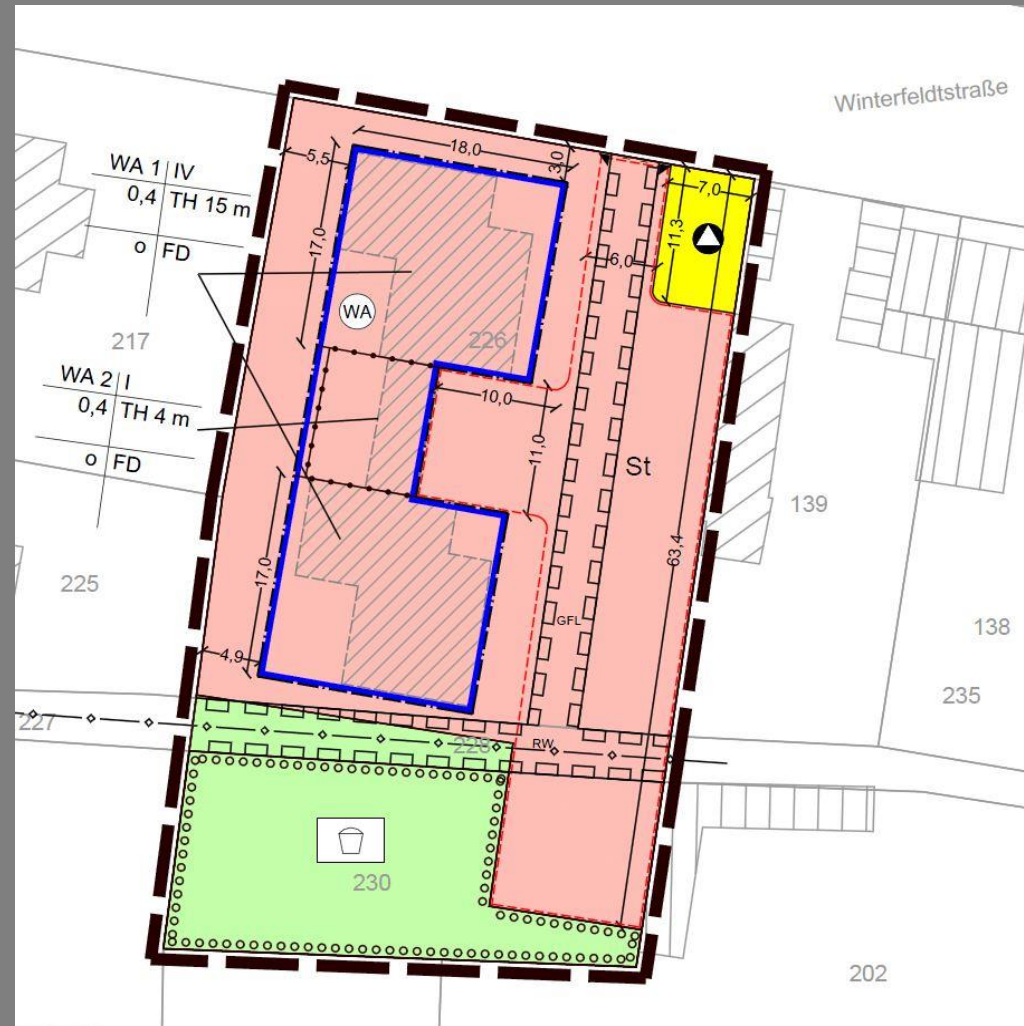 Winterfeldtstraße
WA 1 IV
0,4 TH 15 m
o FD
18,0
5,5
3,0
7,0
11,3
17,0
6,0
WA
226
217
WA 2 I
0,4 TH 4 m
o FD
10,0
11,0
St
139
63,4
225
17,0
GFL
138
4,9
235
227
228
RW
230
202